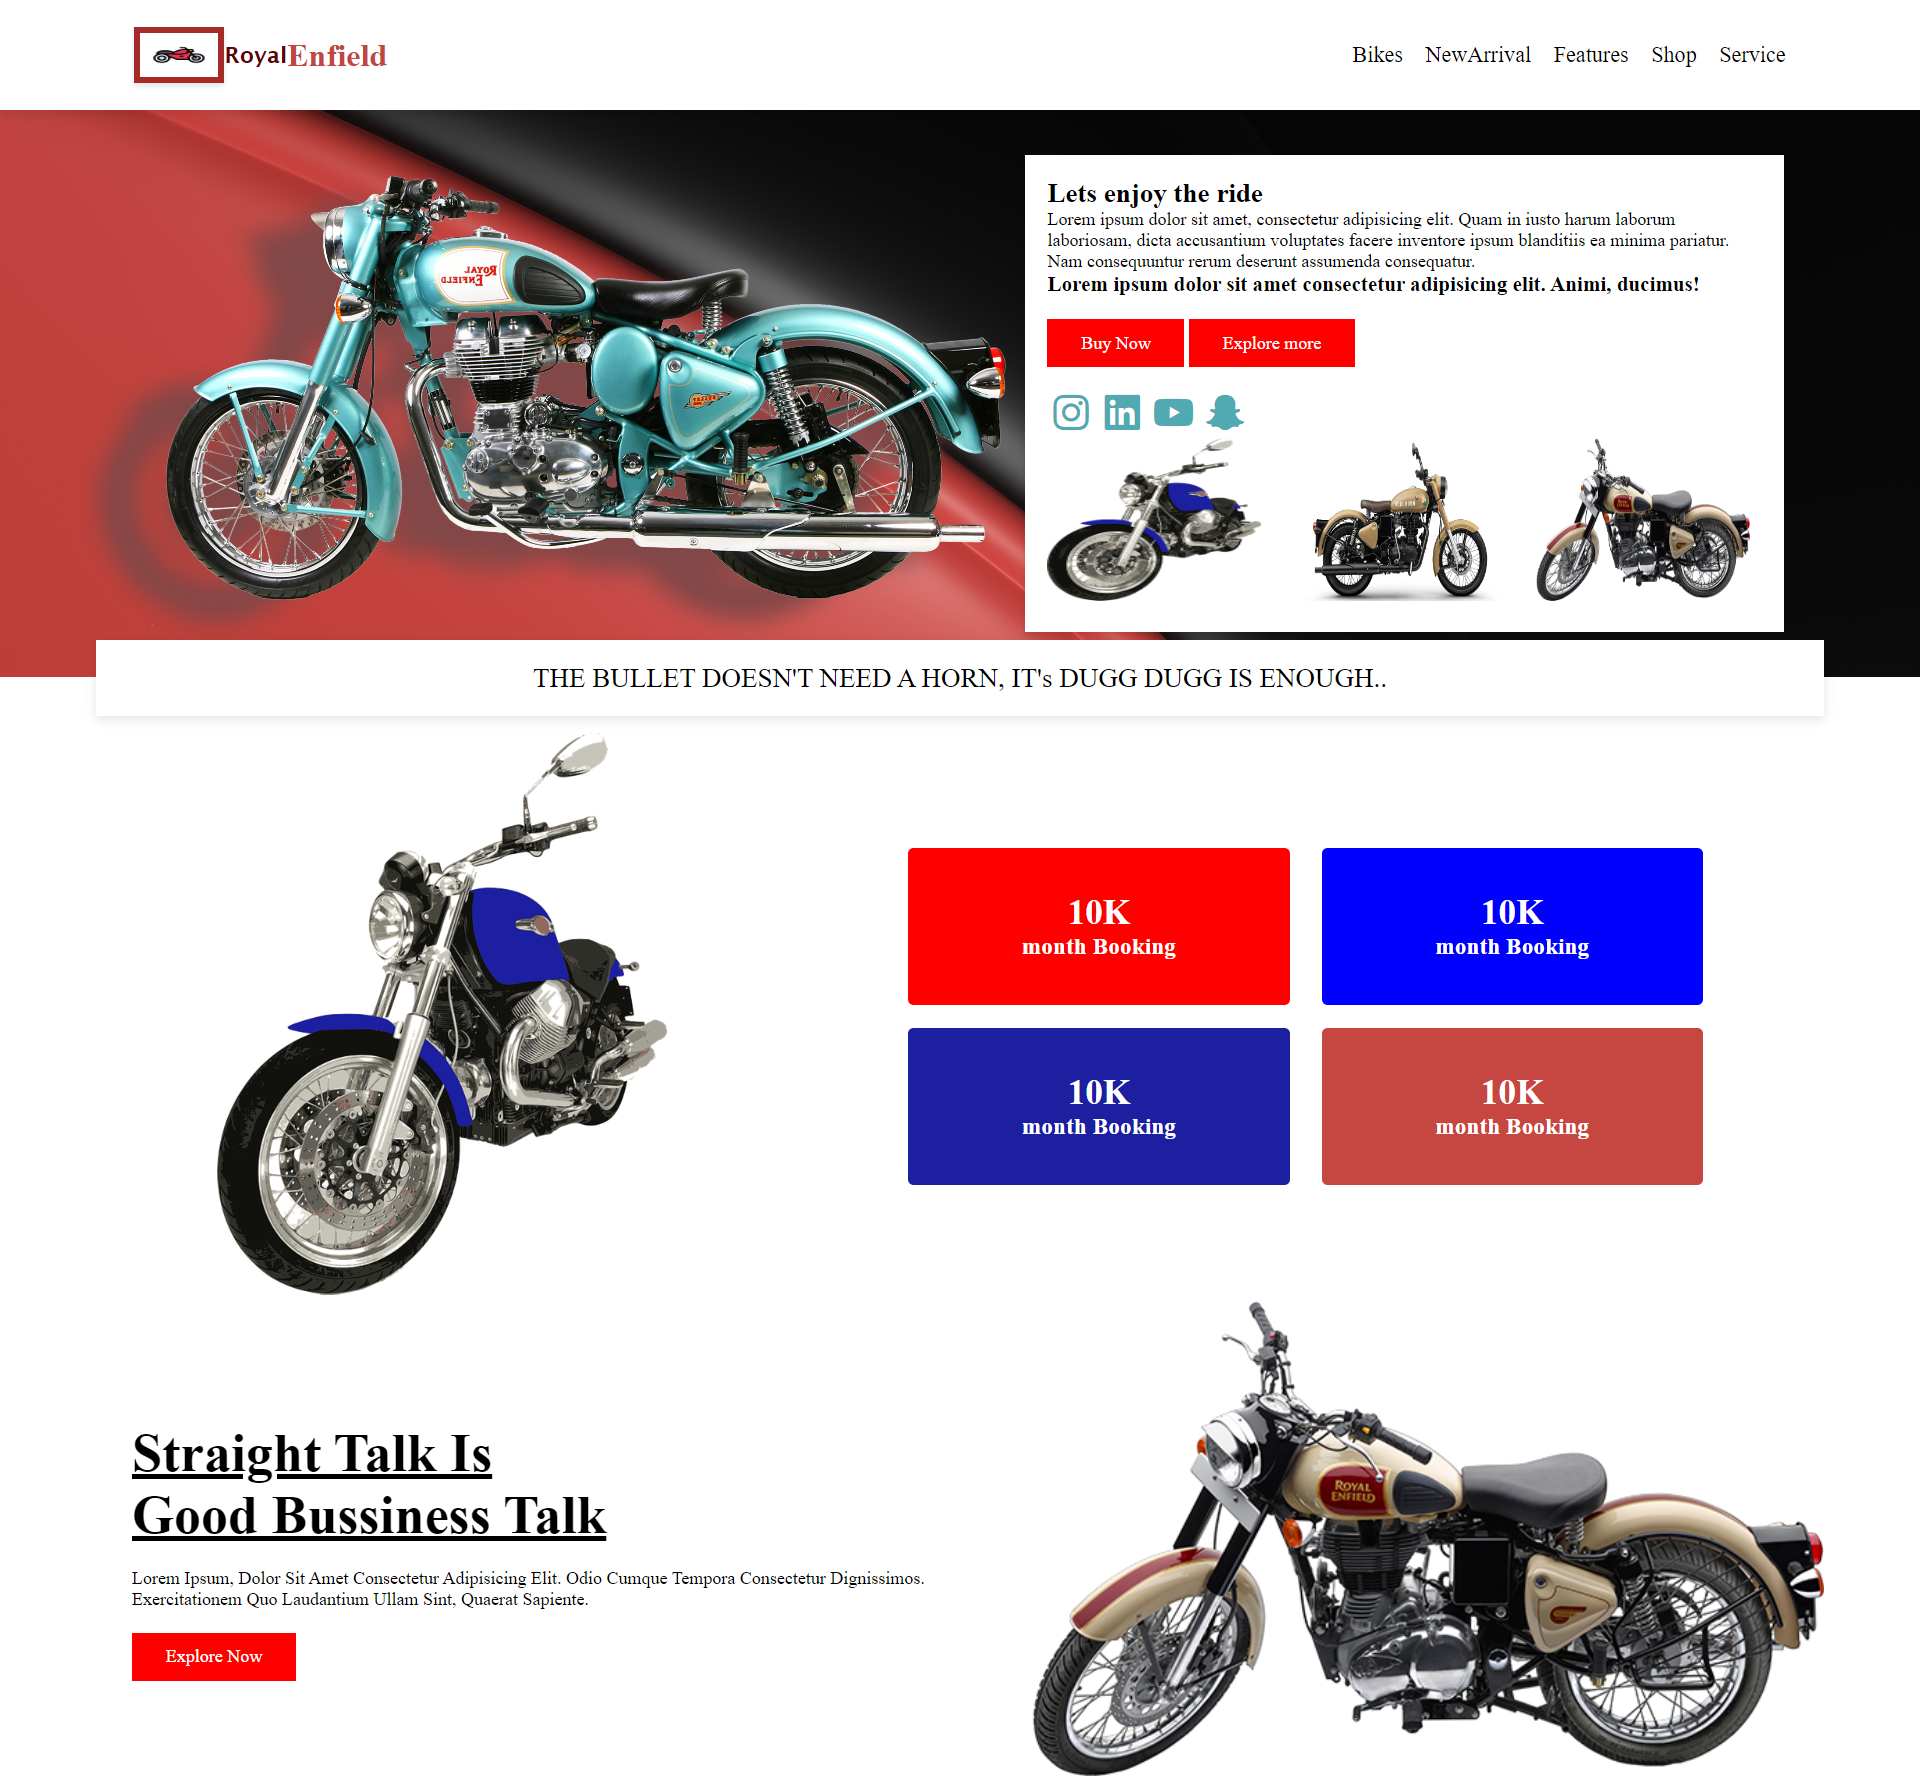 RoyalEnfield
Bikes NewArrival Features Shop Service
Lets enjoy the ride
Lorem ipsum dolor sit amet, consectetur adipisicing elit. Quam in iusto harum laborum
laboriosam, dicta accusantium voluptates facere inventore ipsum blanditiis ea minima pariatur.
Nam consequuntur rerum deserunt assumenda consequatur.
Lorem ipsum dolor sit amet consectetur adipisicing elit. Animi, ducimus!
Buy Now Explore more
ROYAL
ENFIELD
in
THE BULLET DOESN'T NEED A HORN, IT's DUGG DUGG IS ENOUGH..
10K
month Booking
10K
month Booking
10K
month Booking
10K
month Booking
Straight Talk Is
Good Bussiness Talk
Lorem Ipsum, Dolor Sit Amet Consectetur Adipisicing Elit. Odio Cumque Tempora Consectetur Dignissimos.
Exercitationem Quo Laudantium Ullam Sint, Quaerat Sapiente.
Explore Now
ROYAL
ENFIELD